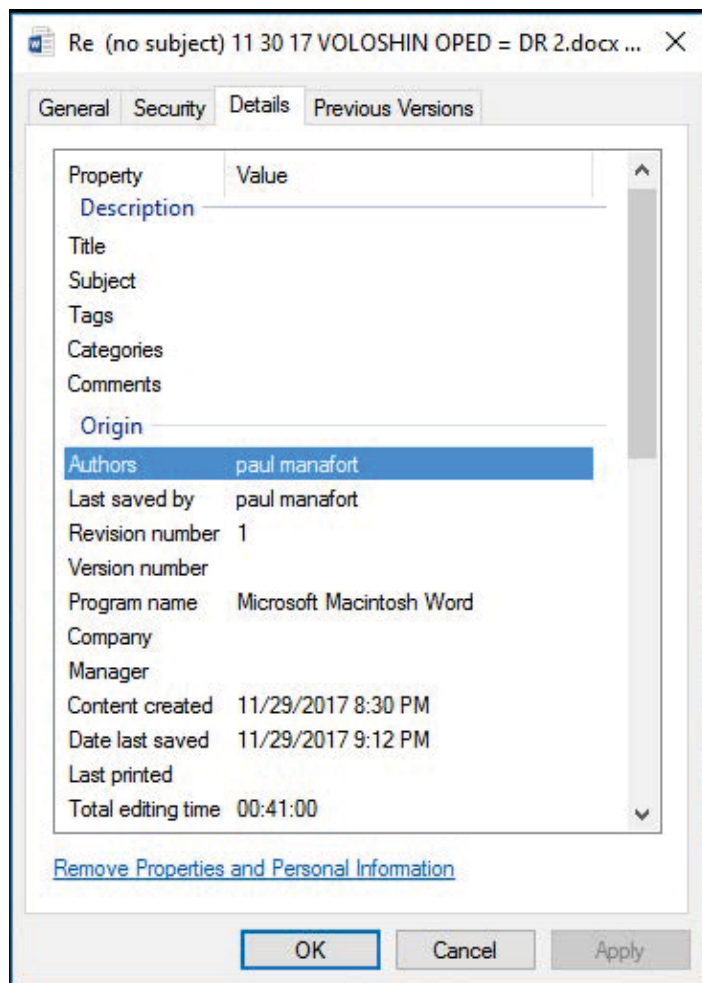 Re (no subject) 11 30 17 VOLOSHIN OPED = DR 2.docx ...
General Security Details Previous Versions
Property Value
Description
Title
Subject
Tags
Categories
Comments
Origin
Authors paul manafort
Last saved by paul manafort
Revision number 1
Version number
Program name Microsoft Macintosh Word
Company
Manager
Content created 11/29/2017 8:30 PM
Date last saved 11/29/2017 9:12 PM
Last printed
Total editing time 00:41:00
Remove Properties and Personal Information
OK Cancel Apply